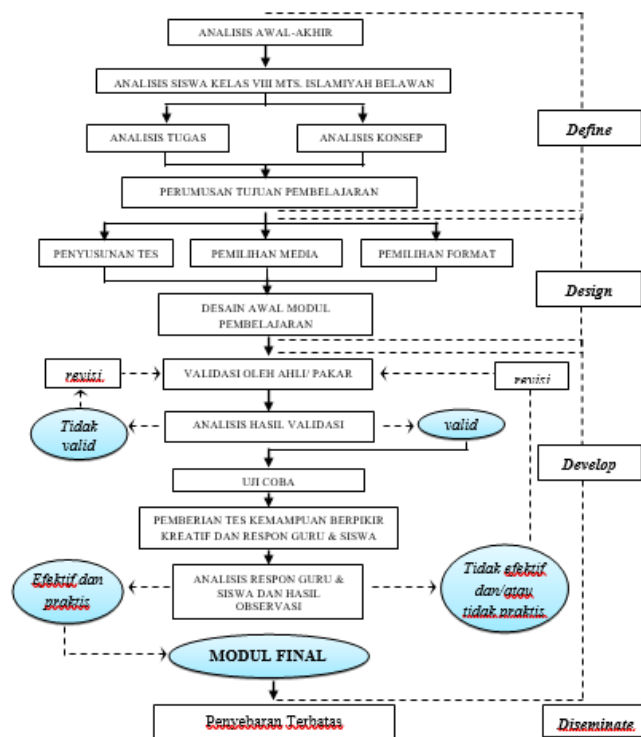 ANALISIS AWAL-AKHIR
ANALISIS SISWA KELAS VIII MTS. ISLAMIYAH BELAWAN
ANALISIS TUGAS
ANALISIS KONSEP
Define
PERUMUSAN TUJUAN PEMBELAJARAN
PENYUSUNAN TES
PEMILIHAN MEDIA
PEMILIHAN FORMAT
Design
DESAIN AWAL MODUL
PEMBELAJARAN
revisi
VALIDASI OLEH AHLI/ PAKAR
revisi
Tidak
valid
ANALISIS HASIL VALIDASI
valid
Develop
UJI COBA
PEMBERIAN TES KEMAMPUAN BERPIKIR
KREATIF DAN RESPON GURU & SISWA
Efektif dan
praktis
ANALISIS RESPON GURU &
SISWA DAN HASIL
OBSERVASI
Tidak efektif
dan/atau
tidak praktis
MODUL FINAL
Penyebaran Terbatas
Diseminate